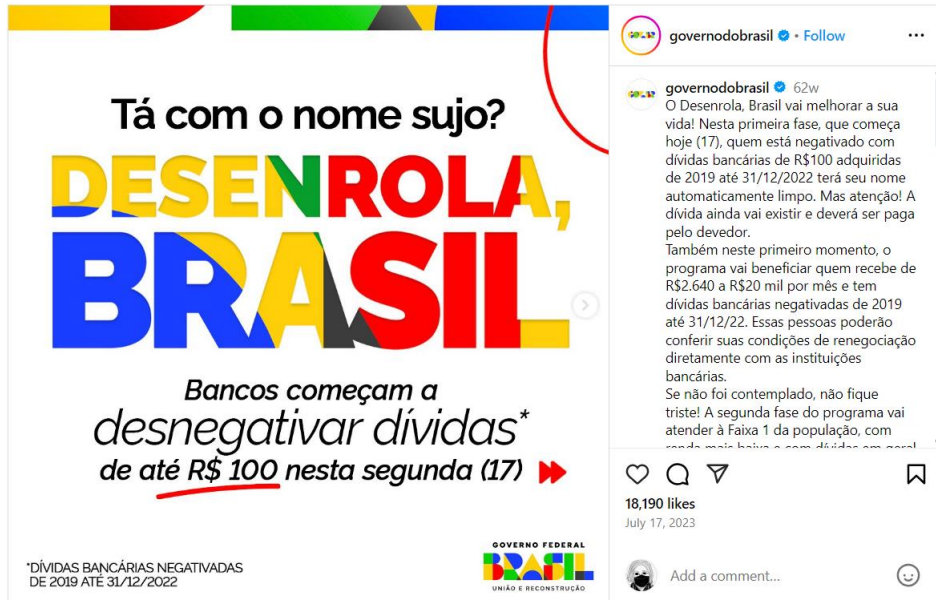 Tá com o nome sujo?
DESENROLA,
BRASIL
Bancos começam a
desnegativar dívidas*
de até R$ 100 nesta segunda (17)
*DÍVIDAS BANCÁRIAS NEGATIVADAS
DE 2019 ATÉ 31/12/2022
GOVERNO FEDERAL
BRASIL
UNIÃO E RECONSTRUÇÃO
governodobrasil • Follow
governodobrasil 62w
O Desenrola, Brasil vai melhorar a sua
vida! Nesta primeira fase, que começa
hoje (17), quem está negativado com
dívidas bancárias de R$100 adquiridas
de 2019 até 31/12/2022 terá seu nome
automaticamente limpo. Mas atenção! A
dívida ainda vai existir e deverá ser paga
pelo devedor.
Também neste primeiro momento, o
programa vai beneficiar quem recebe de
R$2.640 a R$20 mil por mês e tem
dívidas bancárias negativadas de 2019
até 31/12/22. Essas pessoas poderão
conferir suas condições de renegociação
diretamente com as instituições
bancárias.
Se não foi contemplado, não fique
triste! A segunda fase do programa vai
atender à Faixa 1 da população, com
renda mais baixa e com dívidas em geral
18,190 likes
July 17, 2023
Add a comment...